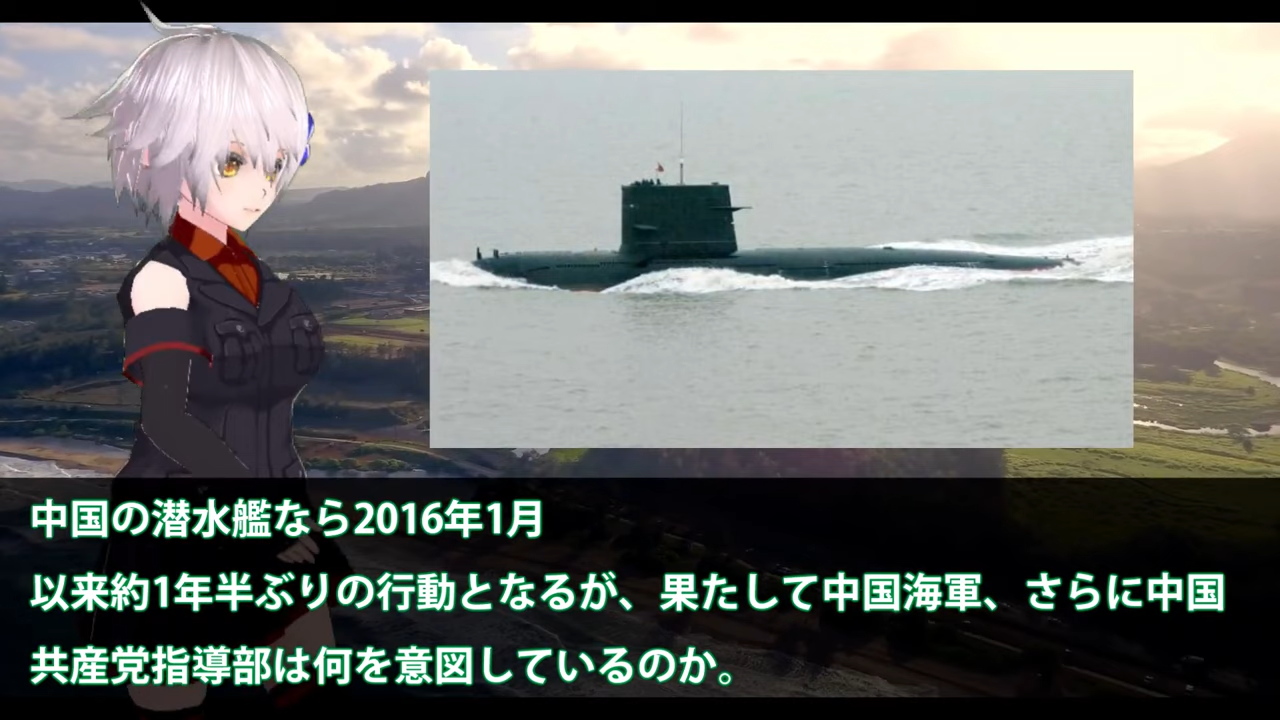 中国の潜水艦なら2016年1月
以来約1年半ぶりの行動となるが、果たして中国海軍、さらに中国
共産党指導部は何を意図しているのか。